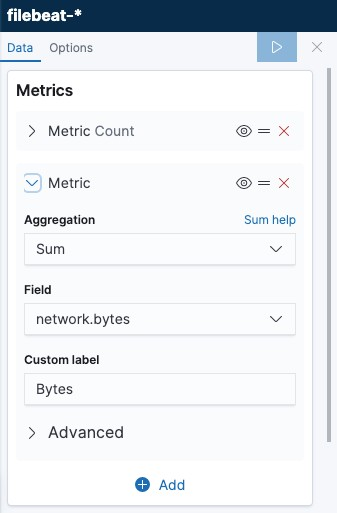 filebeat-*
Data Options
Metrics
Metric Count
Metric
Aggregation Sum help
Sum
Field
network.bytes
Custom label
Bytes
Advanced
Add